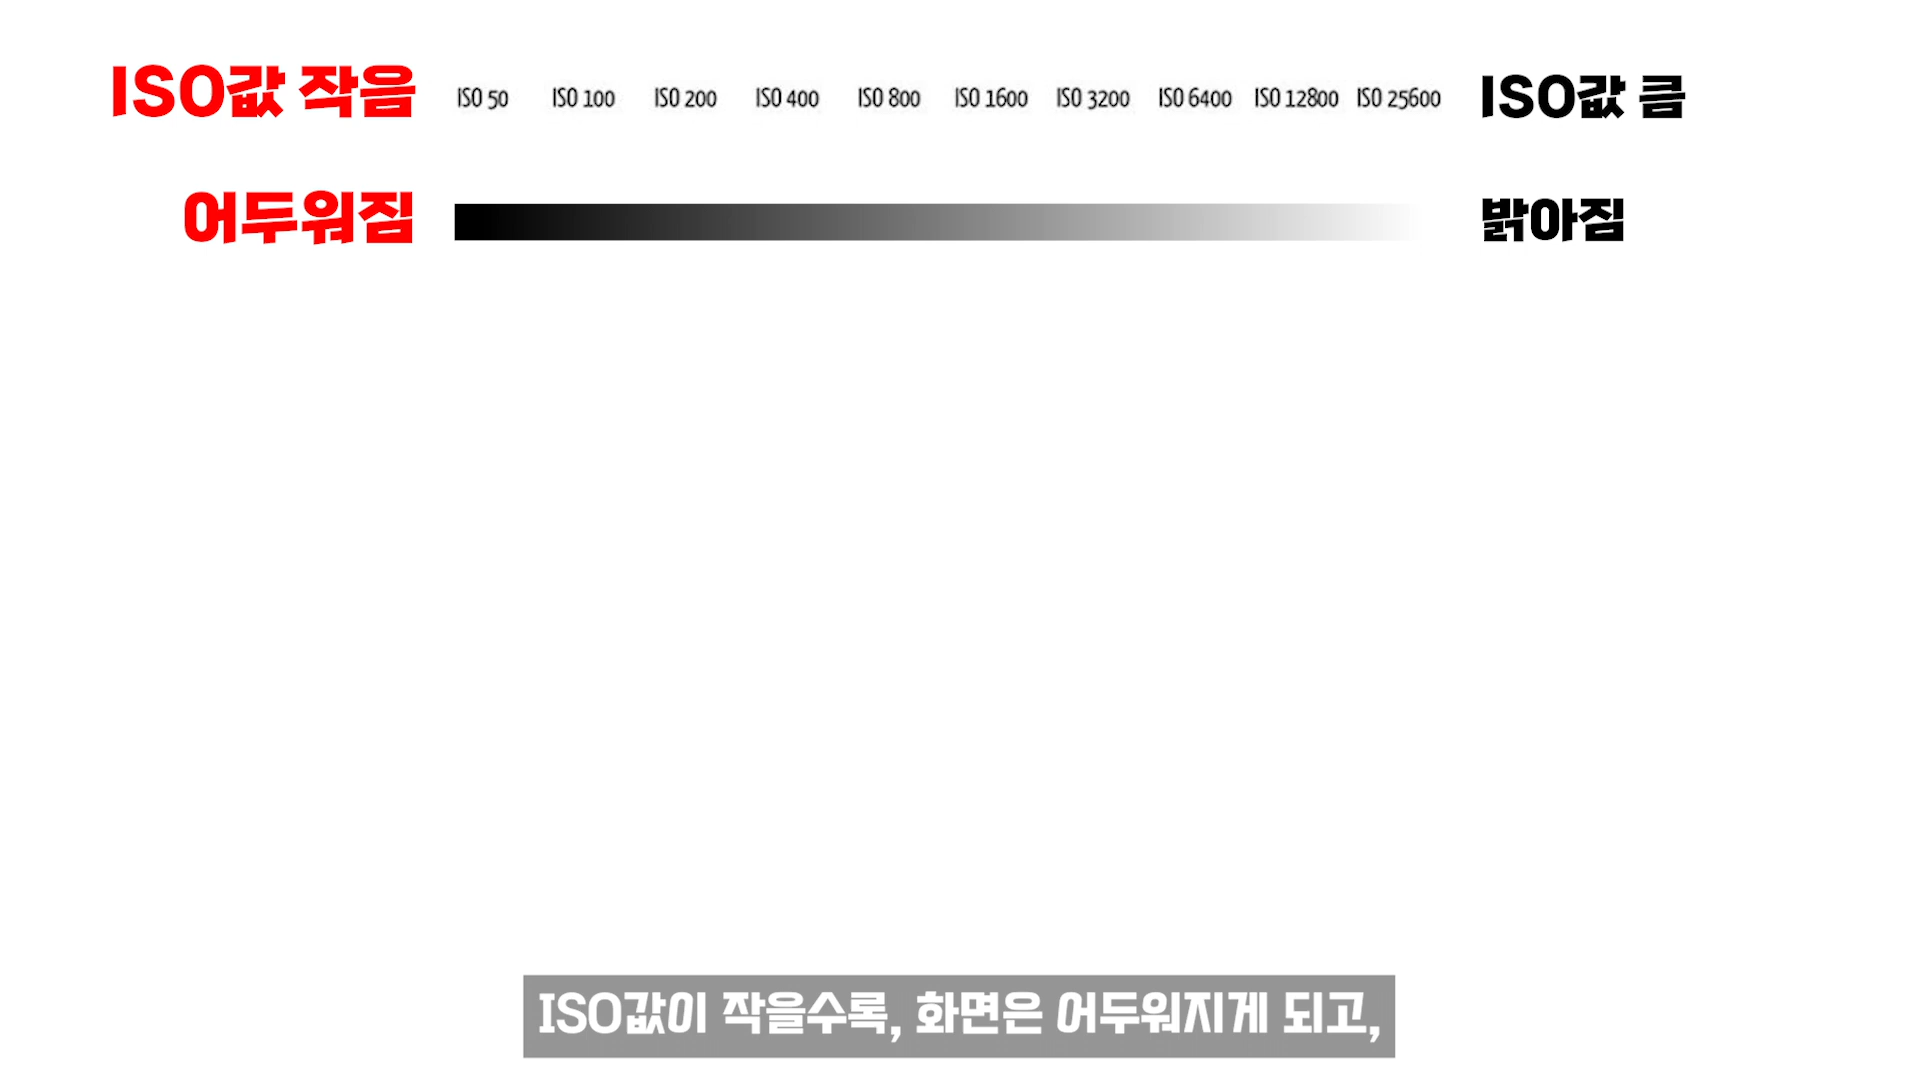 ISO값 작음 ISO 50 ISO 100 ISO 200 ISO 400 ISO 800 ISO 1600 ISO 3200 ISO 6400 ISO 12800 ISO 25600 ISO값 큼
어두워짐 밝아짐
ISO값이 작을수록, 화면은 어두워지게 되고,